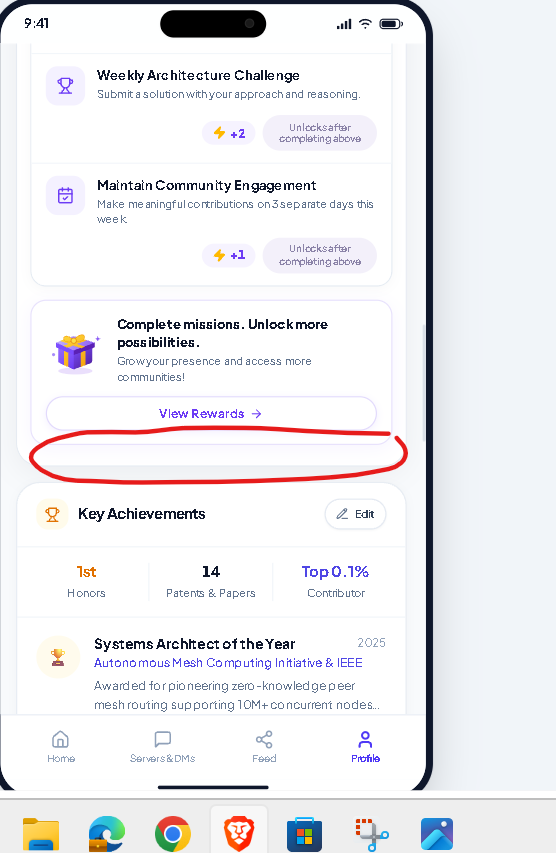 9:41
Weekly Architecture Challenge
Submit a solution with your approach and reasoning.
+2
Unlocks after
completing above
Maintain Community Engagement
Make meaningful contributions on 3 separate days this
week.
+1
Unlocks after
completing above
Complete missions. Unlock more
possibilities.
Grow your presence and access more
communities!
View Rewards →
Key Achievements
Edit
1st
14
Top 0.1%
Honors
Patents & Papers
Contributor
Systems Architect of the Year
2025
Autonomous Mesh Computing Initiative & IEEE
Awarded for pioneering zero-knowledge peer
mesh routing supporting 10M+ concurrent nodes...
Home
Servers & DMs
Feed
Profile